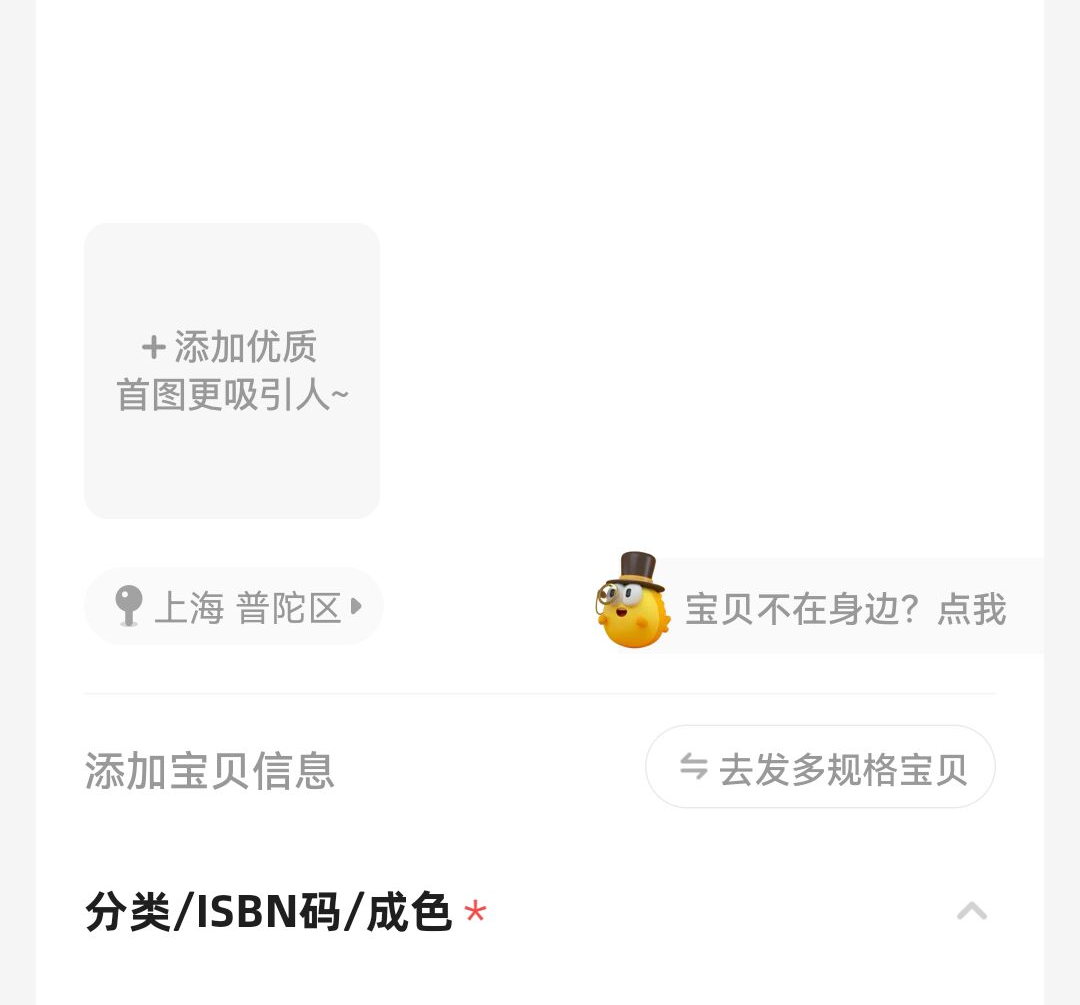 + 添加优质
首图更吸引人~
上海 普陀区
宝贝不在身边？点我
添加宝贝信息
去发多规格宝贝
分类/ISBN码/成色 *